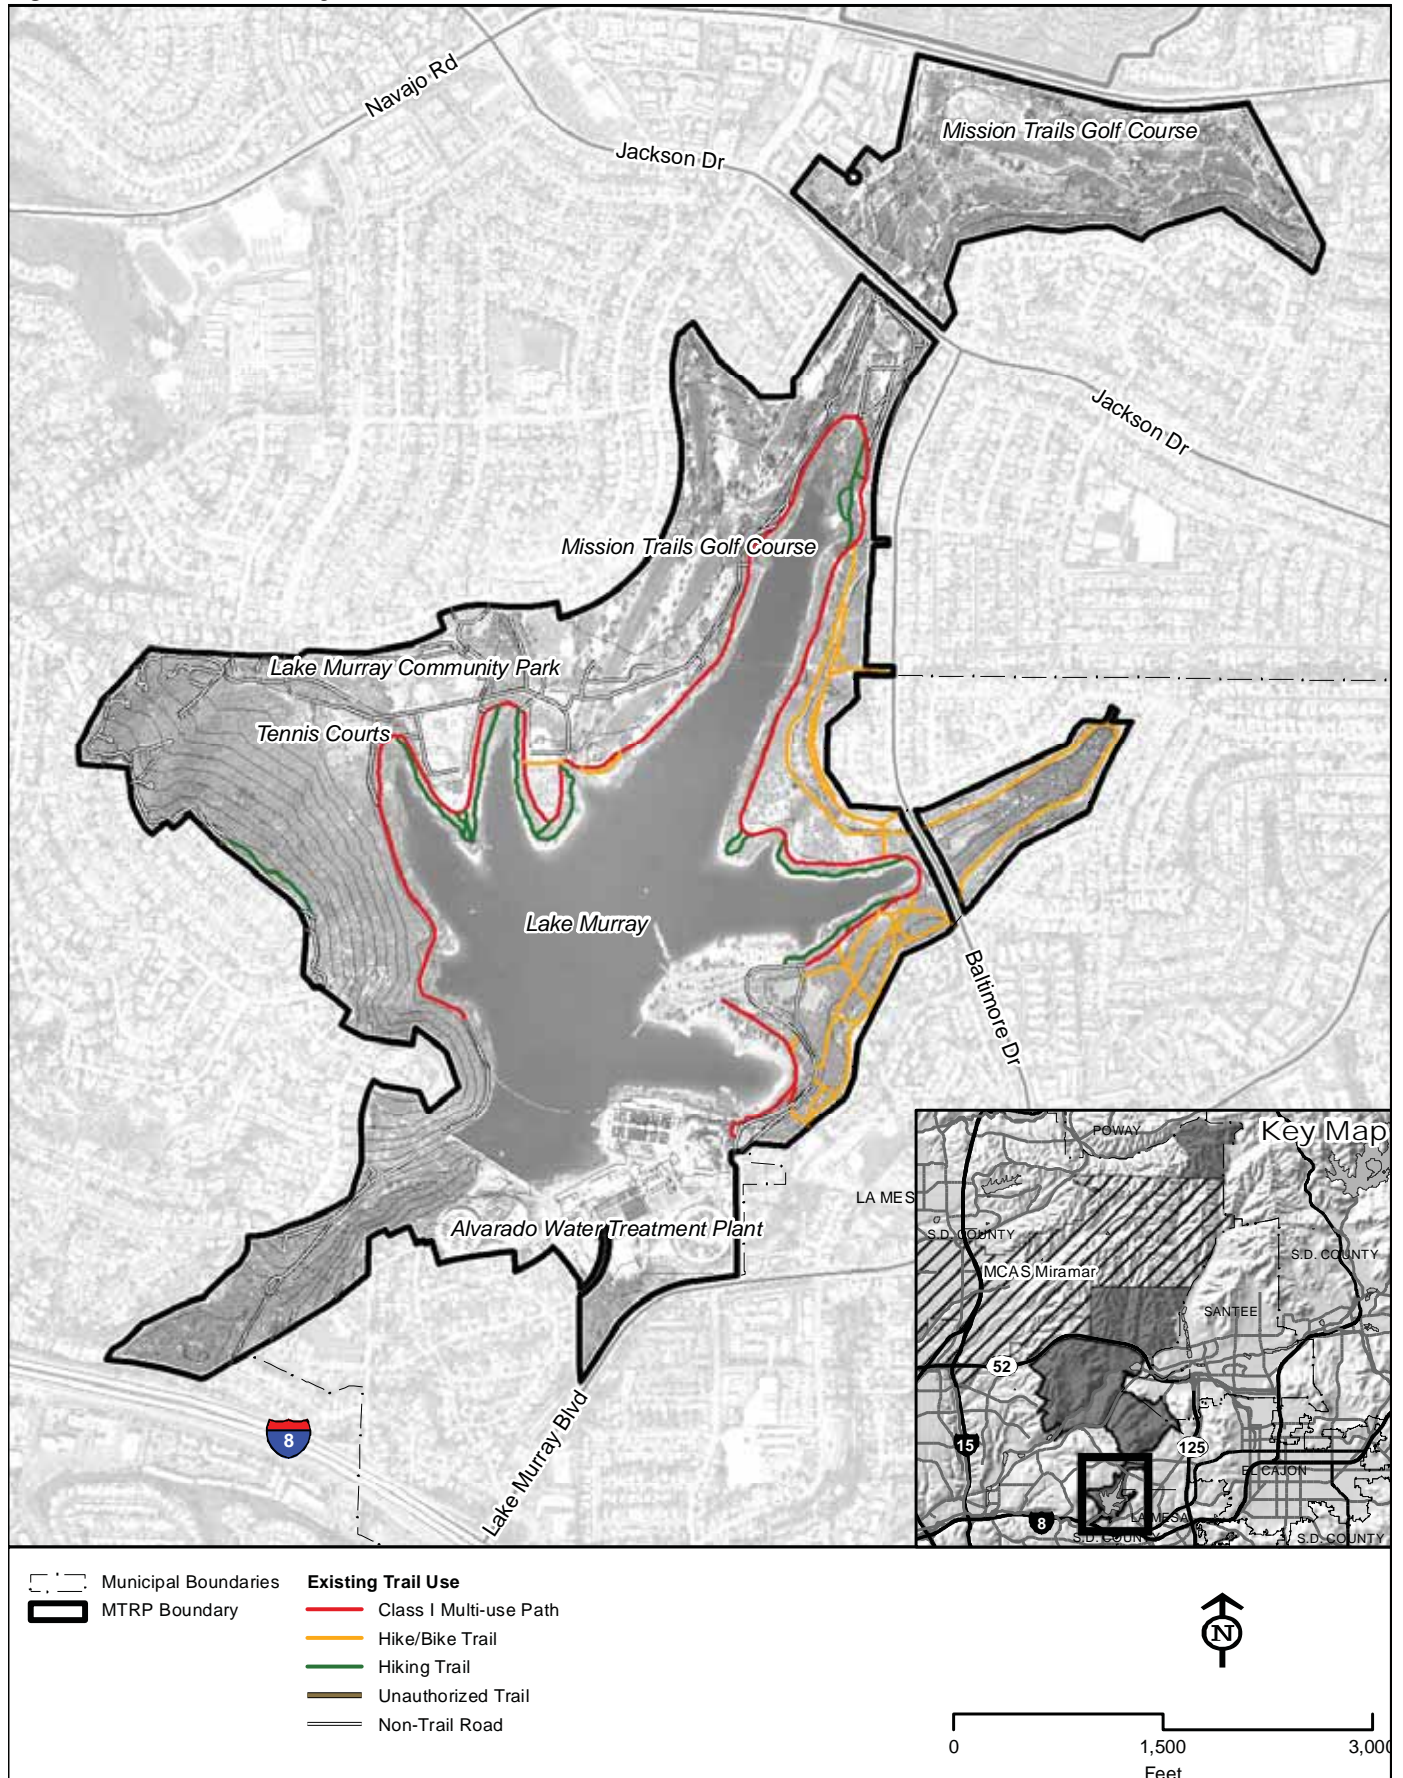 Navajo Rd
Jackson Dr
Mission Trails Golf Course
Jackson Dr
Mission Trails Golf Course
Lake Murray Community Park
Tennis Courts
Lake Murray
Baltimore Dr
LA MES
Alvarado Water Treatment Plant
Lake Murray Blvd
8
Key Map
POWAY
S.D. COUNTY
S.D. COUNTY
MCAS Miramar
SANTEE
52
15
125
EL CAJON
8
LA MESA
S.D. COUNTY
S.D. COUNTY
Municipal Boundaries
MTRP Boundary
Existing Trail Use
Class I Multi-use Path
Hike/Bike Trail
Hiking Trail
Unauthorized Trail
Non-Trail Road
N
0 1,500 3,000
Feet